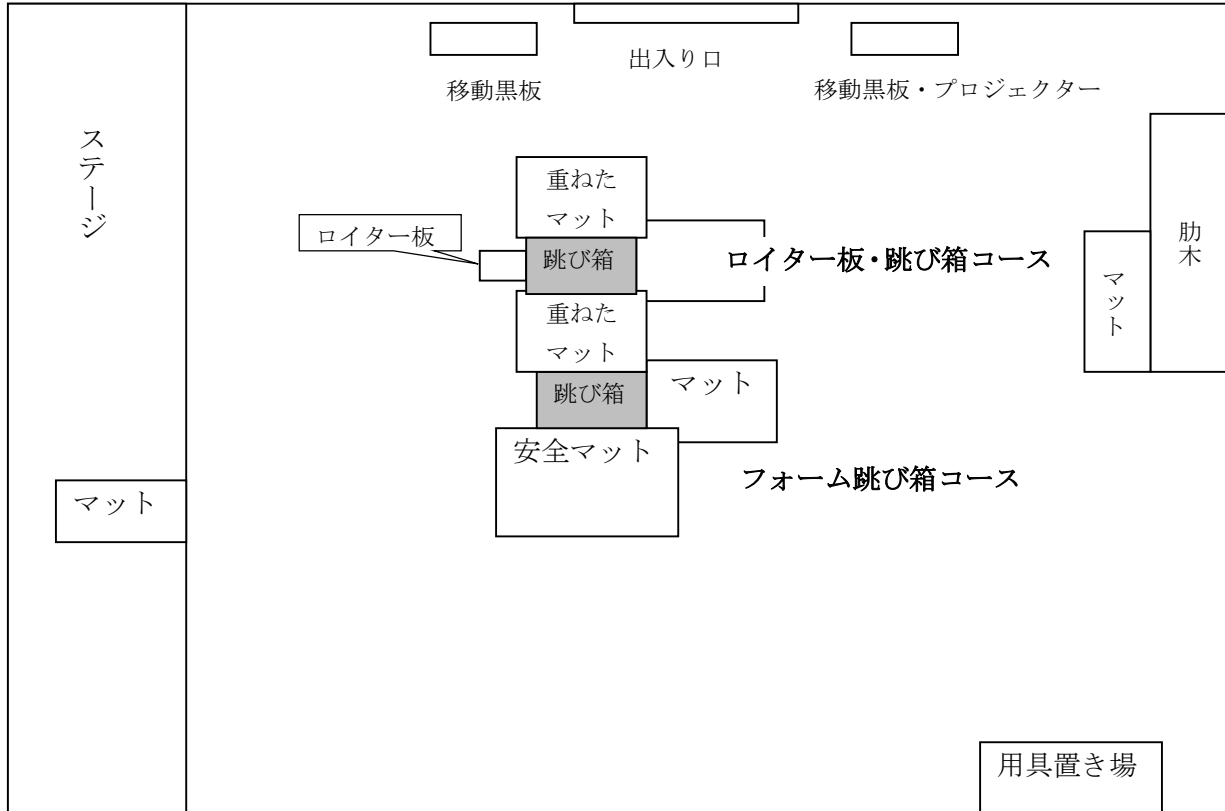 出入り口
移動黒板
移動黒板・プロジェクター
ステージ
重ねた
マット
ロイター板
跳び箱
ロイター板・跳び箱コース
肋木
マット
重ねた
マット
跳び箱
マット
安全マット
フォーム跳び箱コース
マット
用具置き場